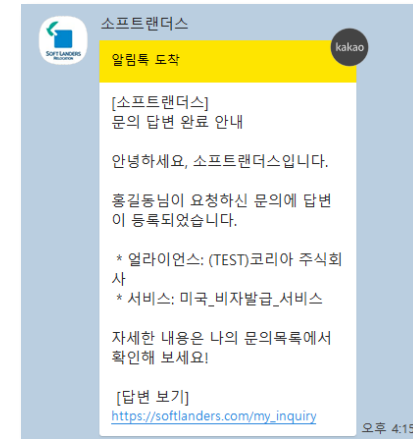 소프트랜더스
SOFT LANDERS
RELOCATION
kakao
알림톡 도착
[소프트랜더스]
문의 답변 완료 안내
안녕하세요, 소프트랜더스입니다.
홍길동님이 요청하신 문의에 답변
이 등록되었습니다.
* 얼라이언스: (TEST)코리아 주식회
사
* 서비스: 미국_비자발급_서비스
자세한 내용은 나의 문의목록에서
확인해 보세요!
[답변 보기]
https://softlanders.com/my_inquiry
오후 4:15